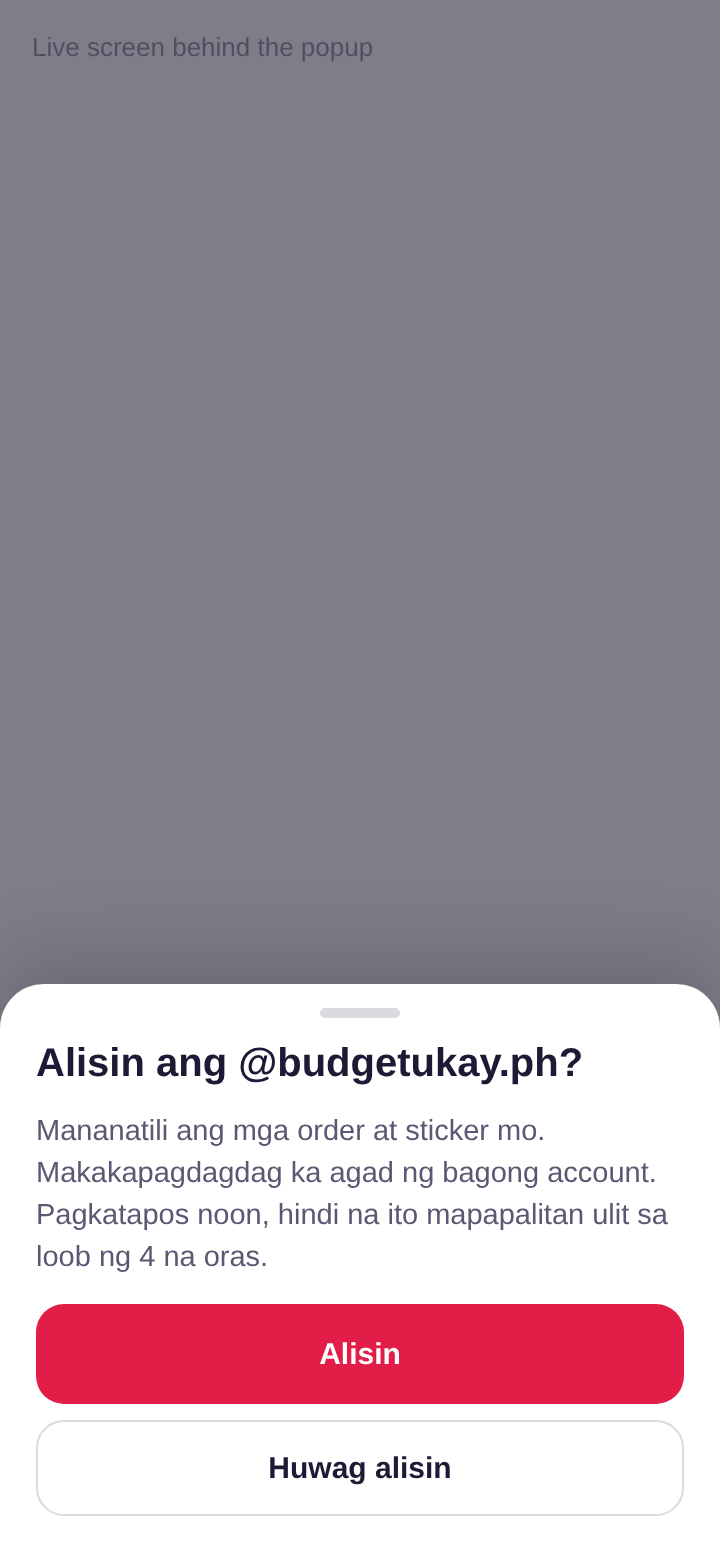 Live screen behind the popup
Alisin ang @budgetukay.ph?
Mananatili ang mga order at sticker mo.
Makakapagdagdag ka agad ng bagong account.
Pagkatapos noon, hindi na ito mapapalitan ulit sa
loob ng 4 na oras.
Alisin
Huwag alisin